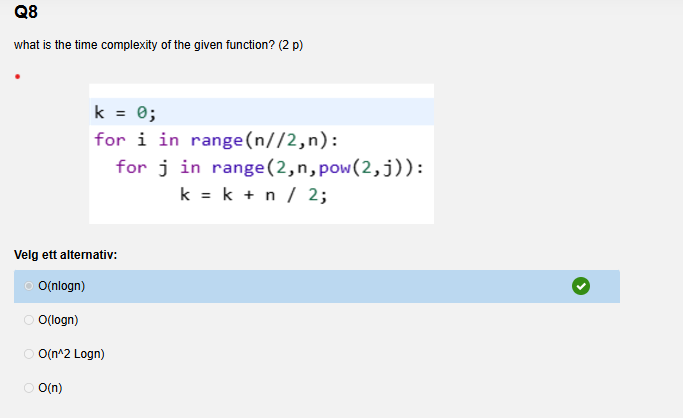 Q8
what is the time complexity of the given function? (2 p)
k = 0;
for i in range(n//2,n):
for j in range(2,n,pow(2,j)):
k = k + n / 2;
Velg ett alternativ:
O(nlogn)
O(logn)
O(n^2 Logn)
O(n)